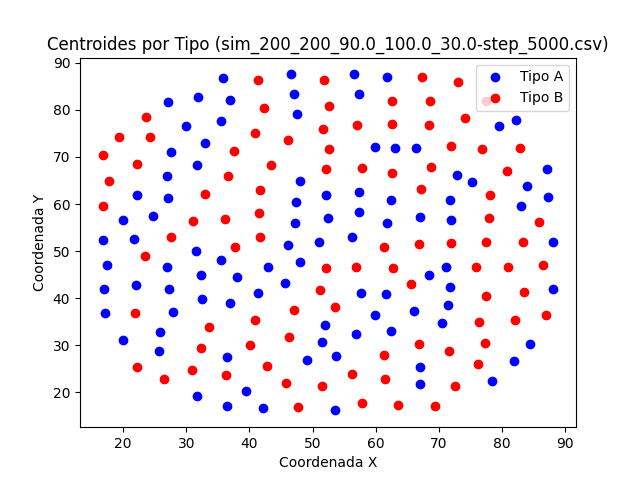 Centroides por Tipo (sim_200_200_90.0_100.0_30.0-step_5000.csv)
Tipo A
Tipo B
Coordenada Y
90
80
70
60
50
40
30
20
20 30 40 50 60 70 80 90
Coordenada X